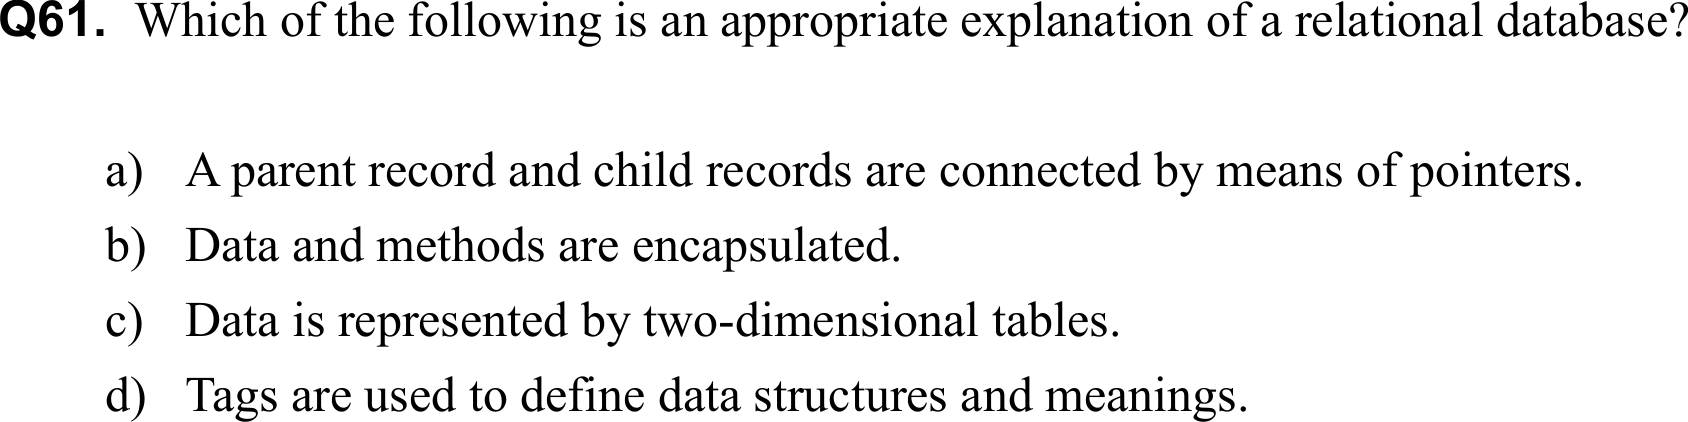 Q61. Which of the following is an appropriate explanation of a relational database?
a) A parent record and child records are connected by means of pointers.
b) Data and methods are encapsulated.
c) Data is represented by two-dimensional tables.
d) Tags are used to define data structures and meanings.